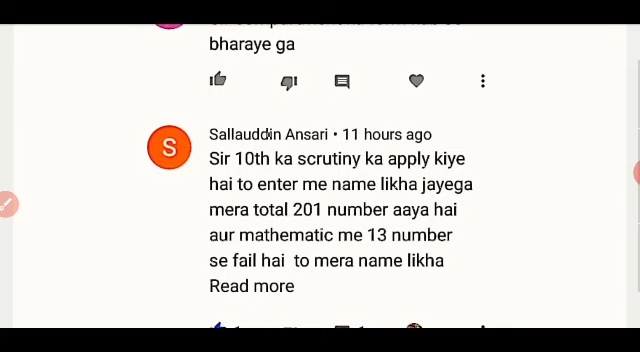 bharaye ga
S
Sallauddin Ansari • 11 hours ago
Sir 10th ka scrutiny ka apply kiye
hai to enter me name likha jayega
mera total 201 number aaya hai
aur mathematic me 13 number
se fail hai to mera name likha
Read more